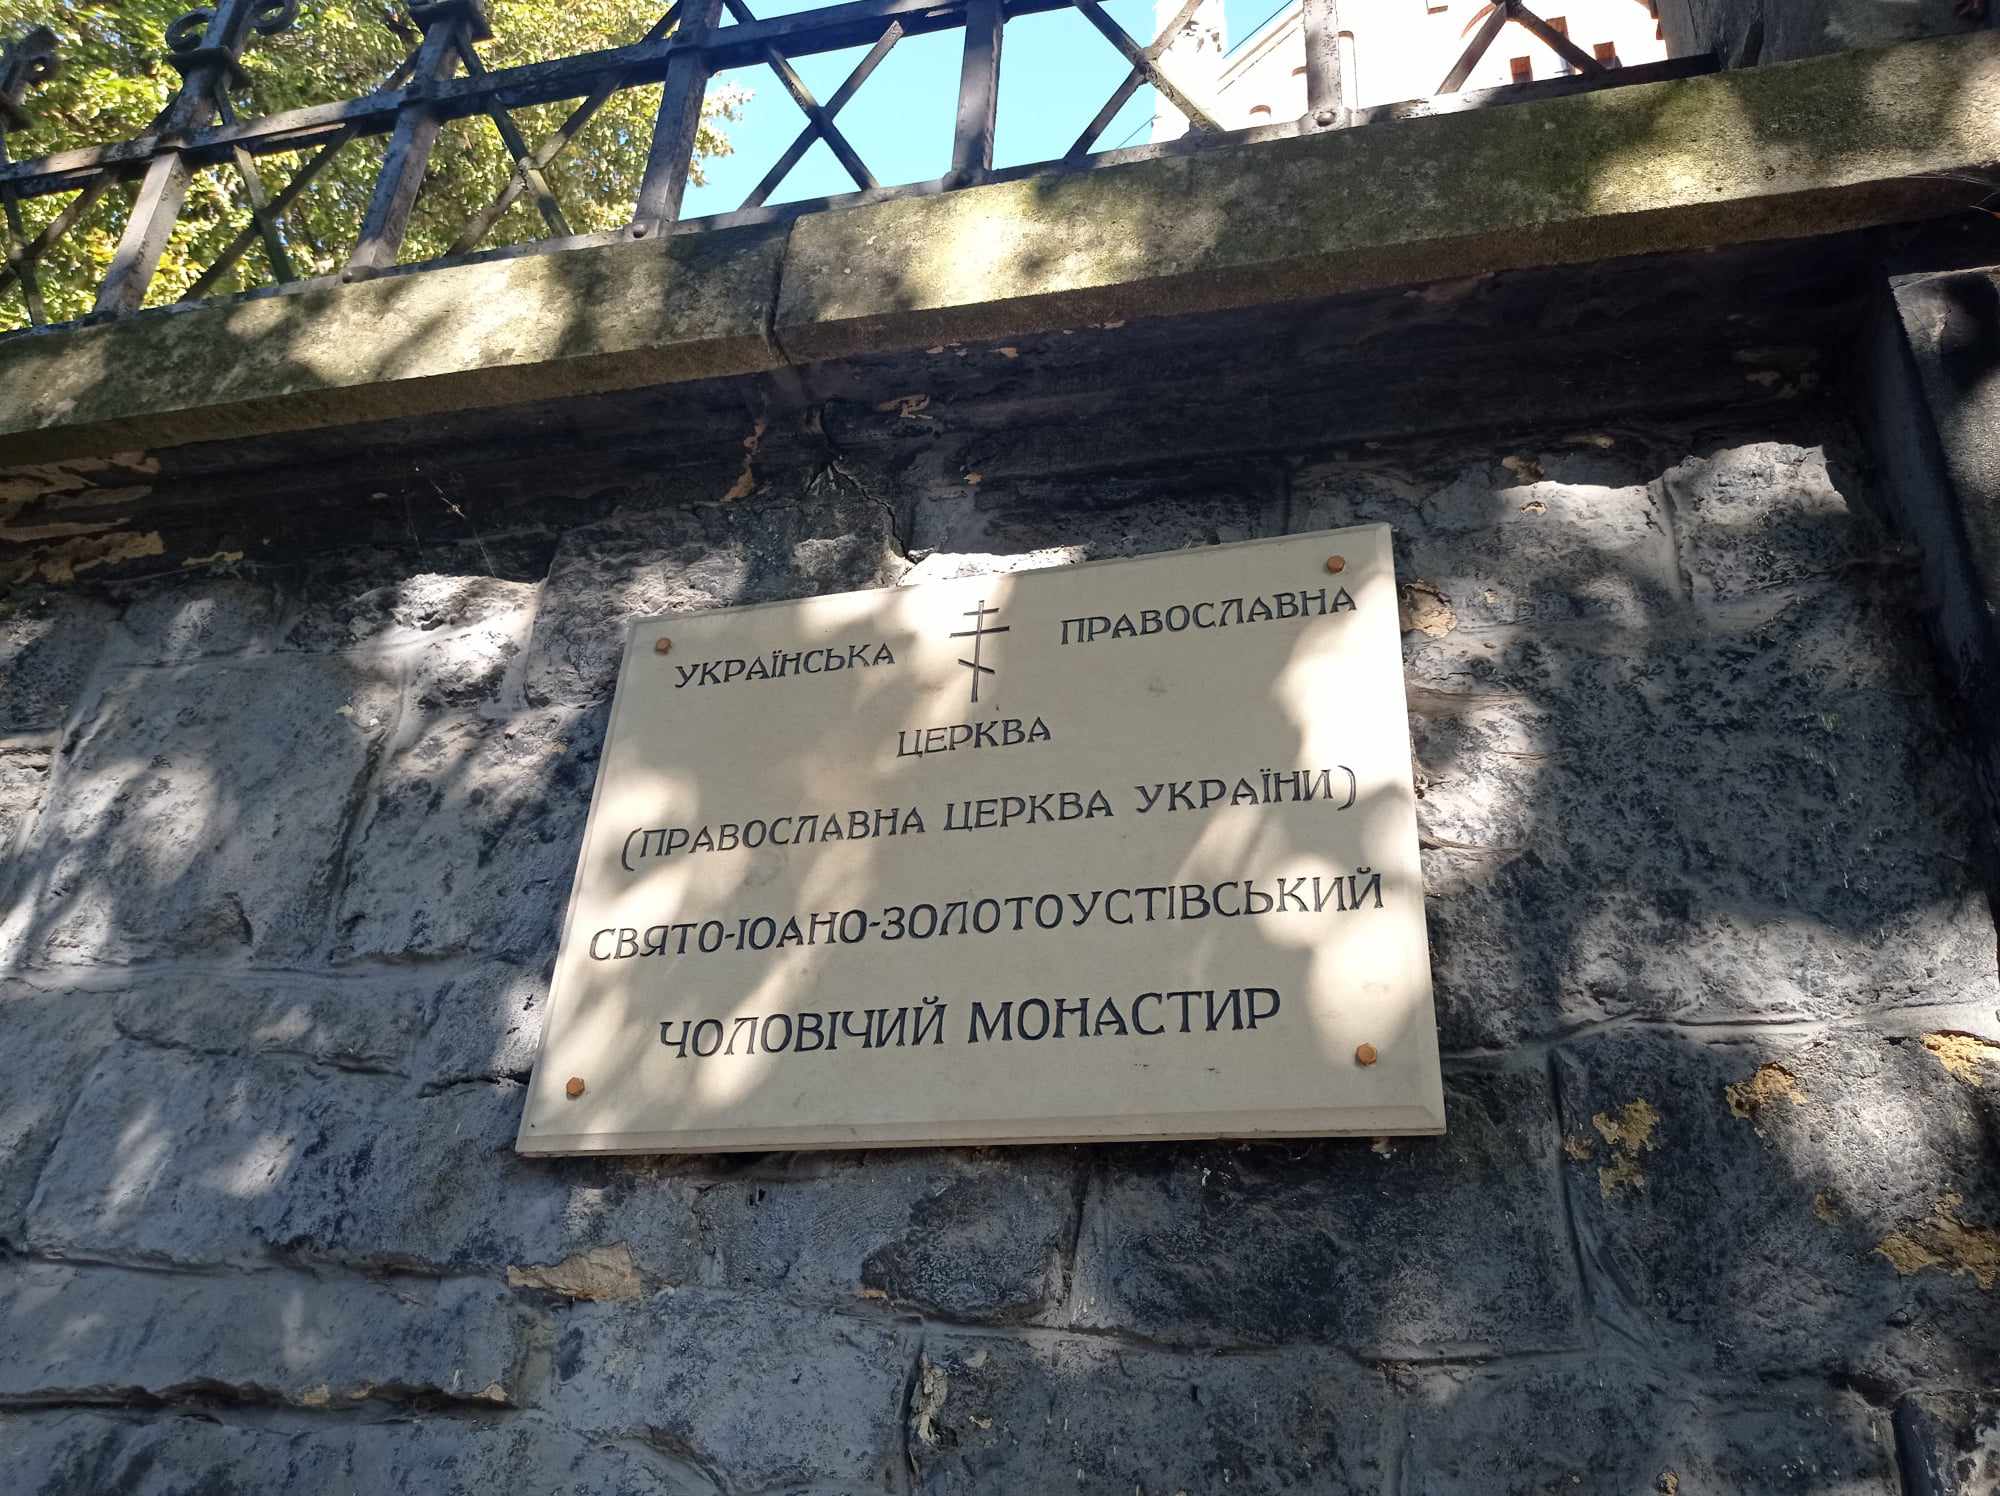 УКРАЇНСЬКА ПРАВОСЛАВНА
ЦЕРКВА
(ПРАВОСЛАВНА ЦЕРКВА УКРАЇНИ)
СВЯТО-ІОАНО-ЗОЛОТОУСТІВСЬКИЙ
ЧОЛОВІЧИЙ МОНАСТИР